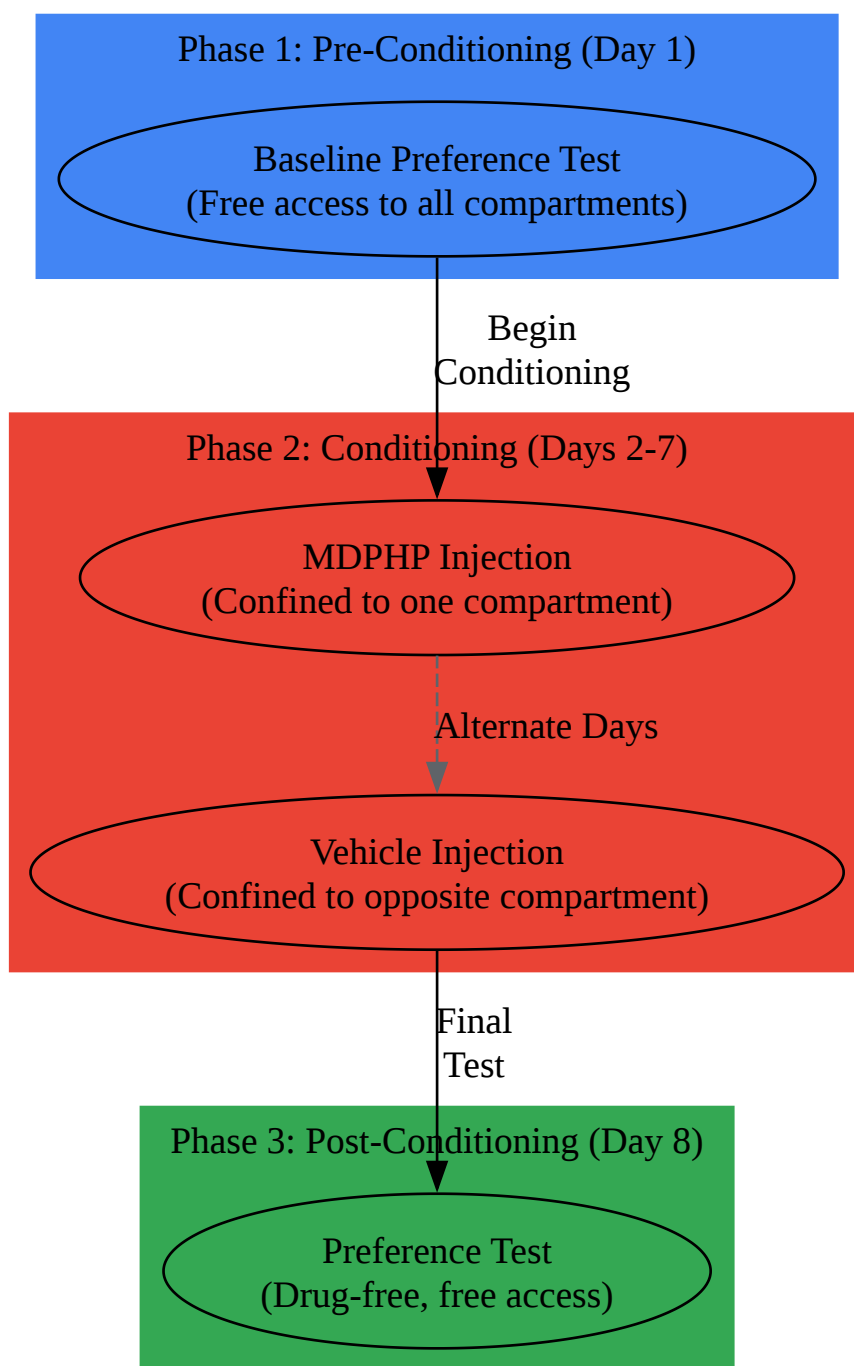 Phase 1: Pre-Conditioning (Day 1)
Baseline Preference Test
(Free access to all compartments)
Begin
Conditioning
Phase 2: Conditioning (Days 2-7)
MDPHP Injection
(Confined to one compartment)
Alternate Days
Vehicle Injection
(Confined to opposite compartment)
Final
Test
Phase 3: Post-Conditioning (Day 8)
Preference Test
(Drug-free, free access)